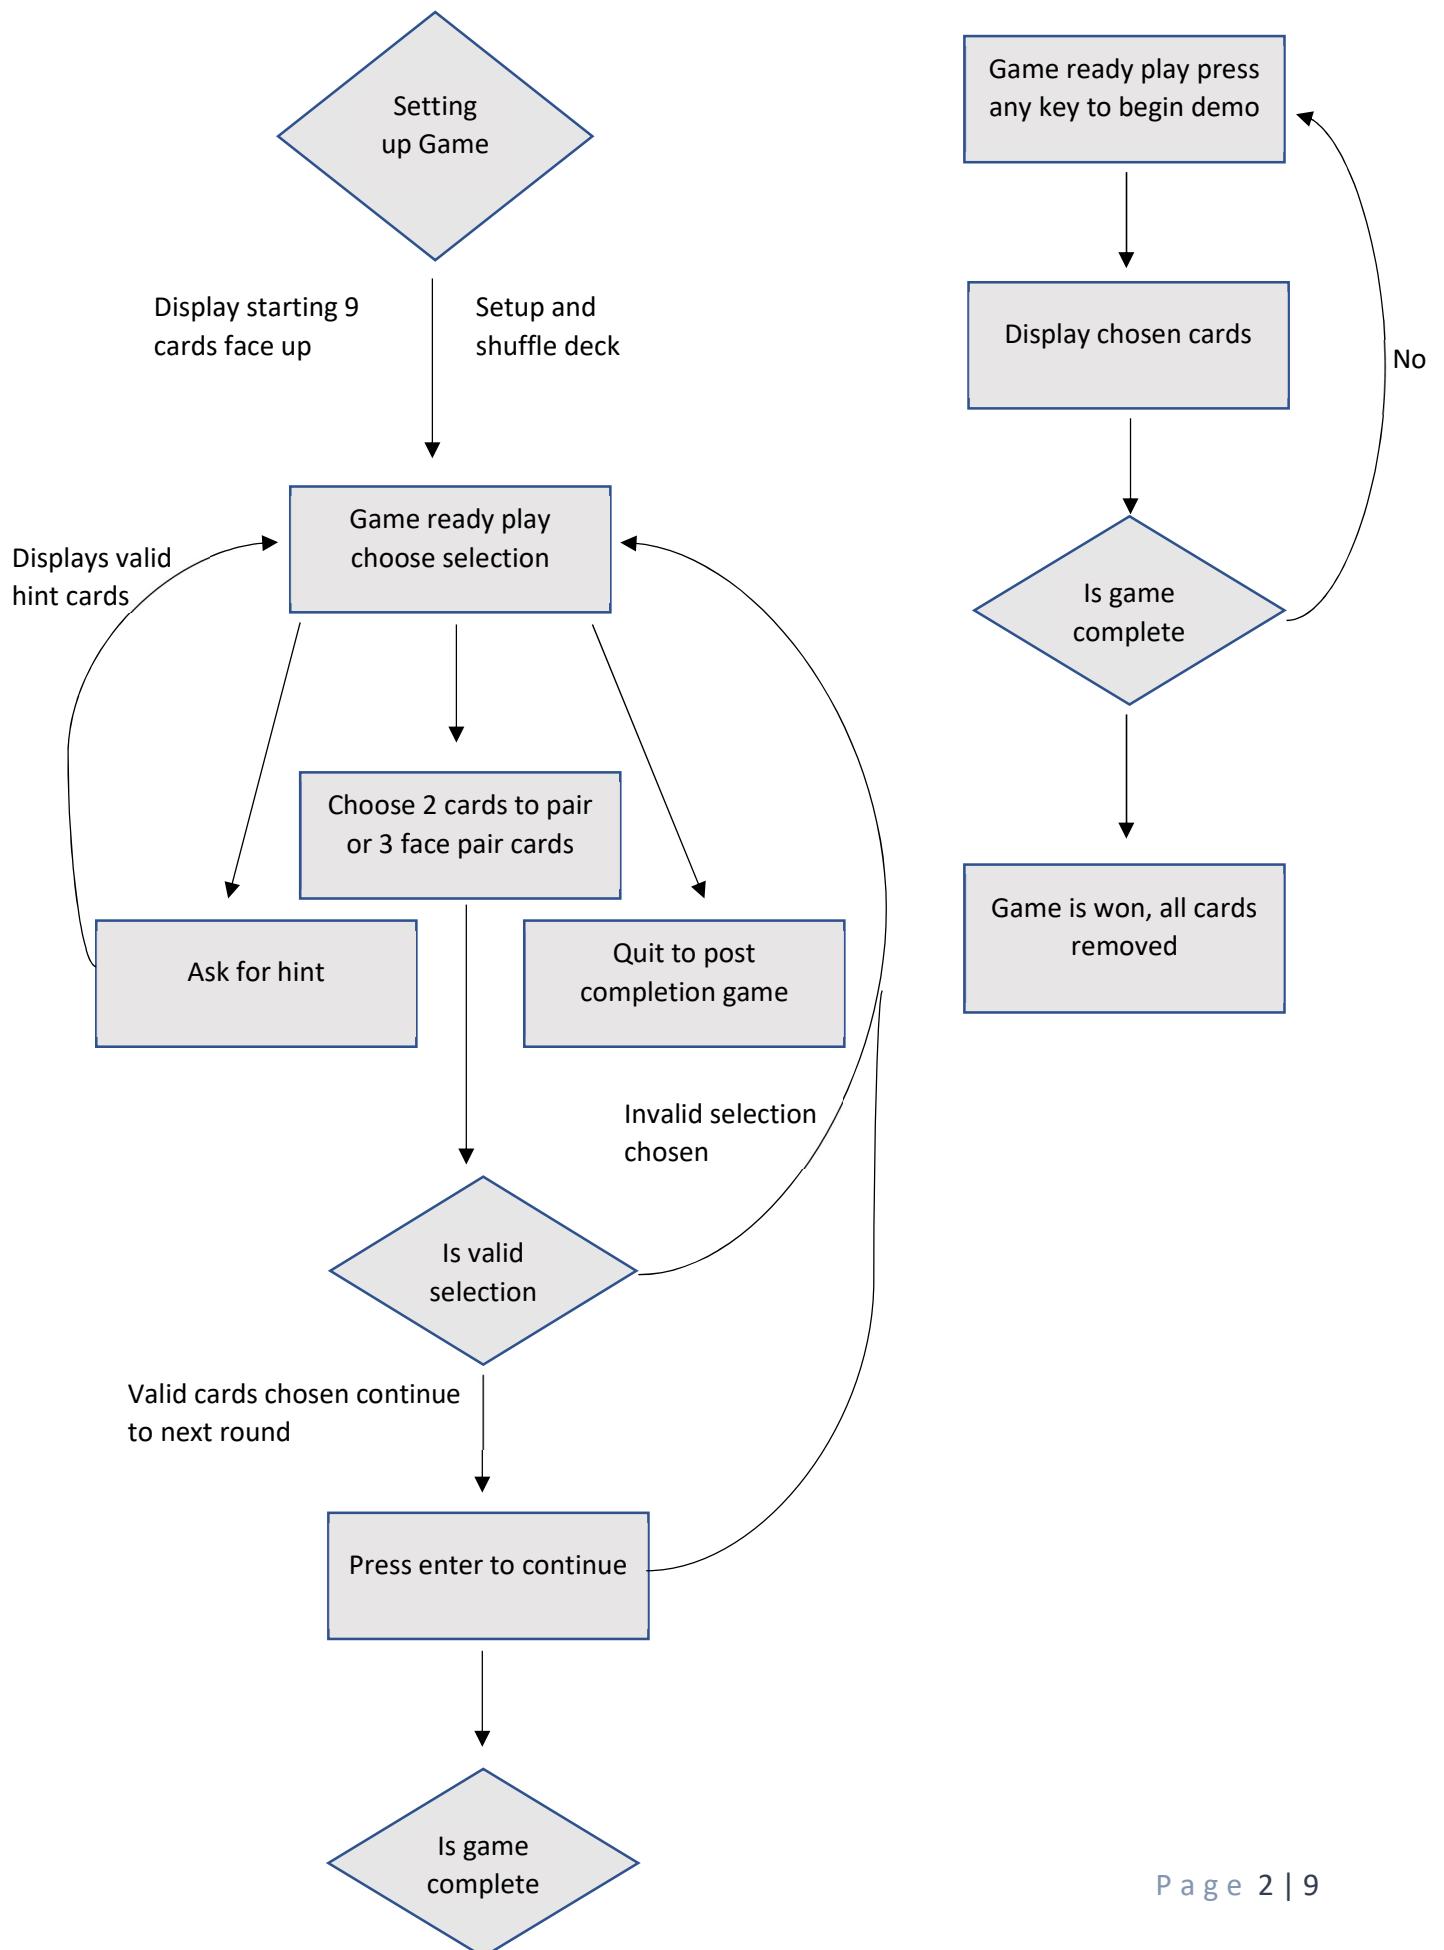 Setting
up Game
Display starting 9
cards face up
Setup and
shuffle deck
Game ready play
choose selection
Displays valid
hint cards
Choose 2 cards to pair
or 3 face pair cards
Ask for hint
Quit to post
completion game
Invalid selection
chosen
Is valid
selection
Valid cards chosen continue
to next round
Press enter to continue
Is game
complete
Game ready play press
any key to begin demo
Display chosen cards
No
Is game
complete
Game is won, all cards
removed
Page 2 | 9